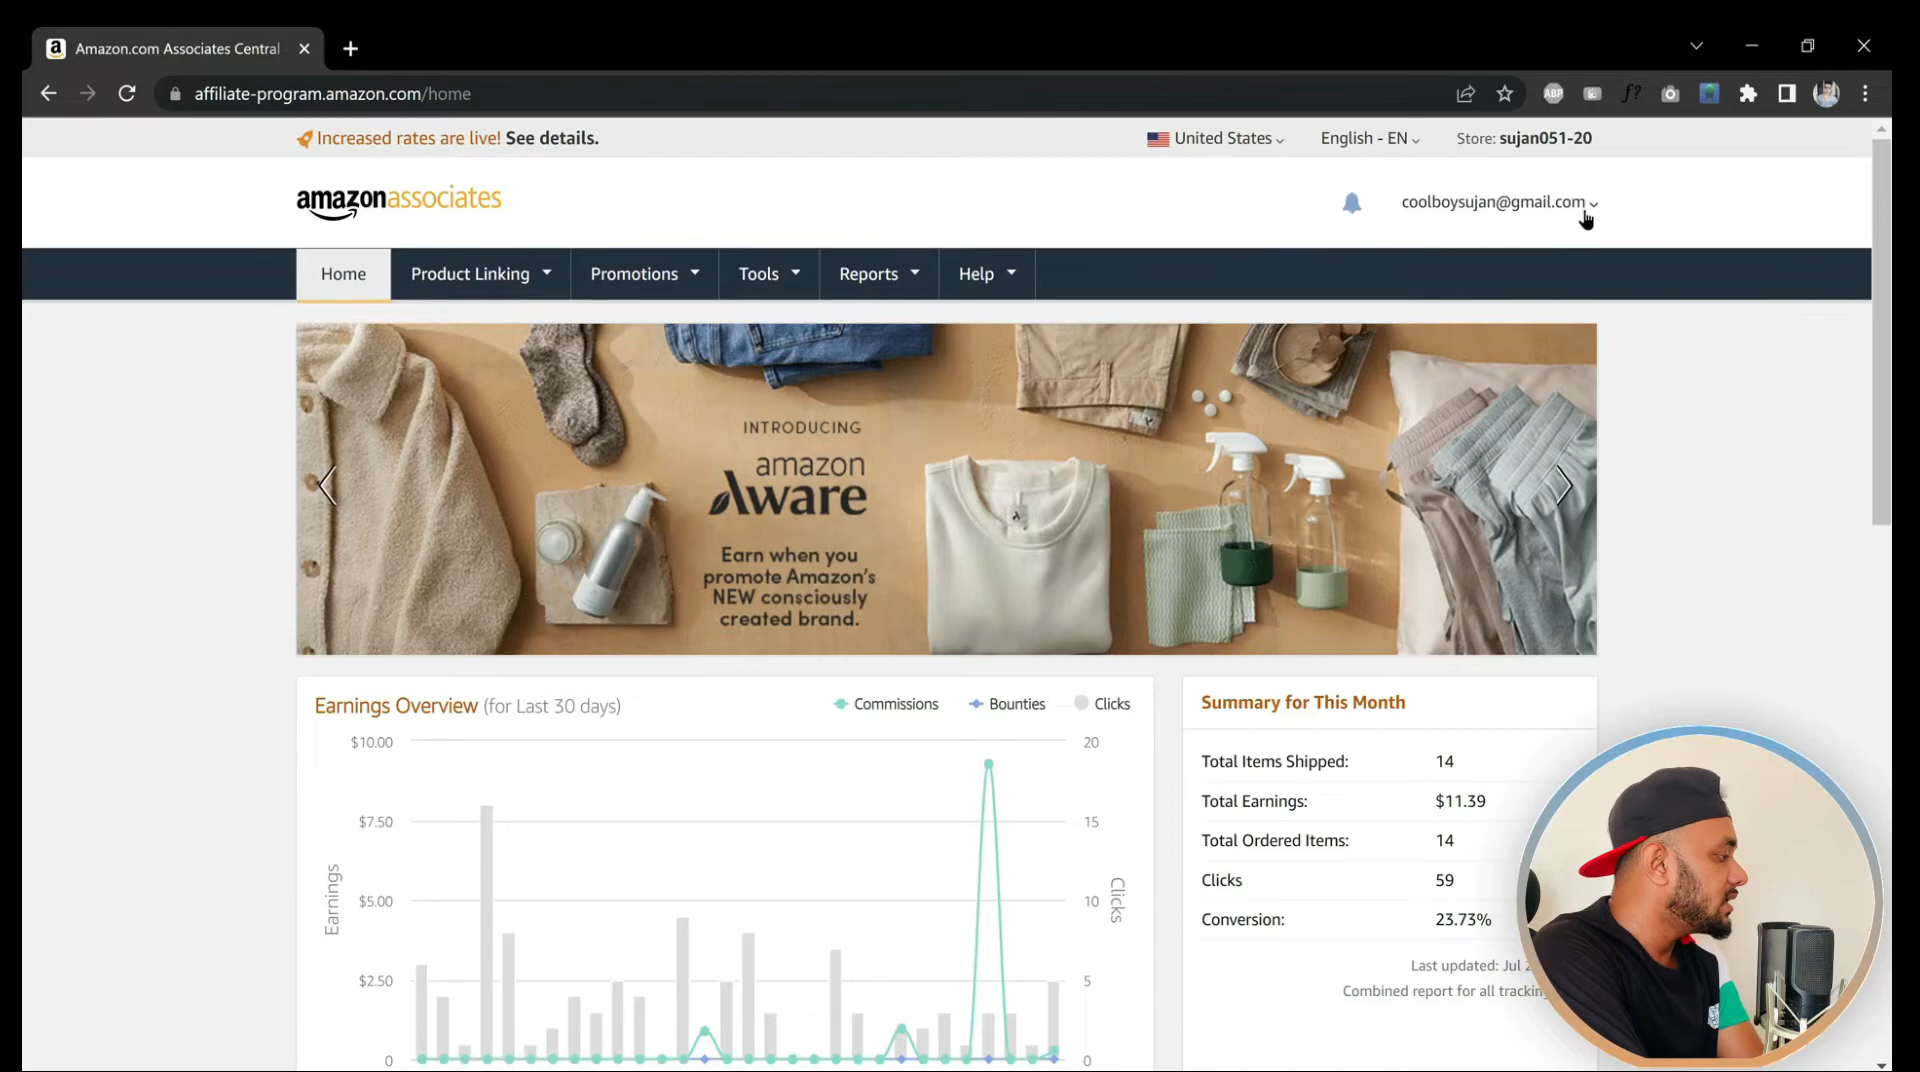 Amazon.com Associates Central
affiliate-program.amazon.com/home
ABP
f?
Increased rates are live! See details.
United States
English - EN
Store: sujan051-20
amazonassociates
coolboysujan@gmail.com
Home
Product Linking
Promotions
Tools
Reports
Help
INTRODUCING
amazon
Aware
Earn when you
promote Amazon's
NEW consciously
created brand.
Earnings Overview (for Last 30 days)
Commissions
Bounties
Clicks
$10.00
$7.50
$5.00
$2.50
0
Earnings
20
15
10
5
0
Clicks
Summary for This Month
Total Items Shipped: 14
Total Earnings: $11.39
Total Ordered Items: 14
Clicks 59
Conversion: 23.73%
Last updated: Jul
Combined report for all